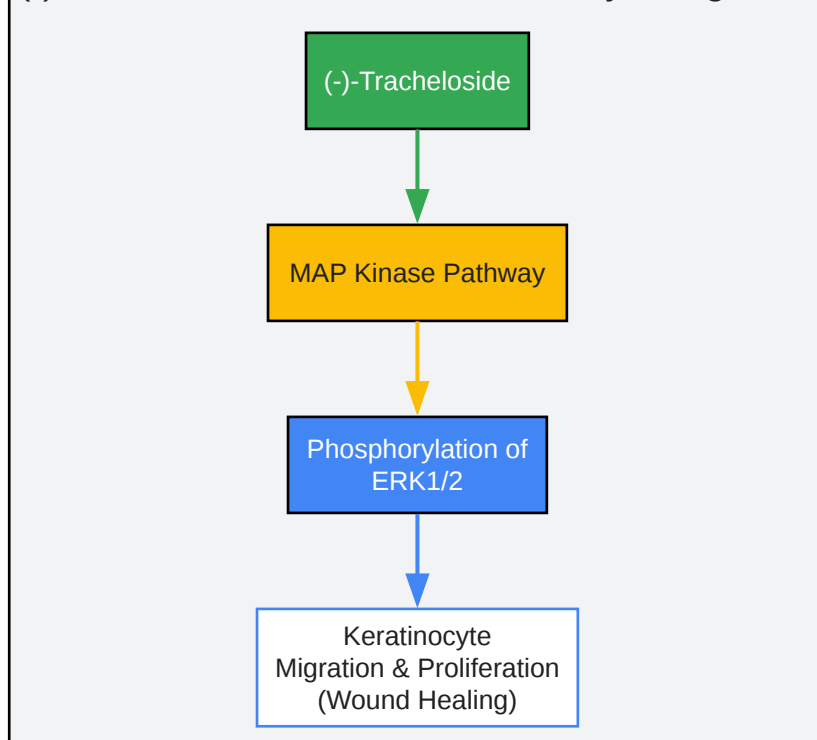 (-)-Tracheloside
MAP Kinase Pathway
Phosphorylation of
ERK1/2
Keratinocyte
Migration & Proliferation
(Wound Healing)